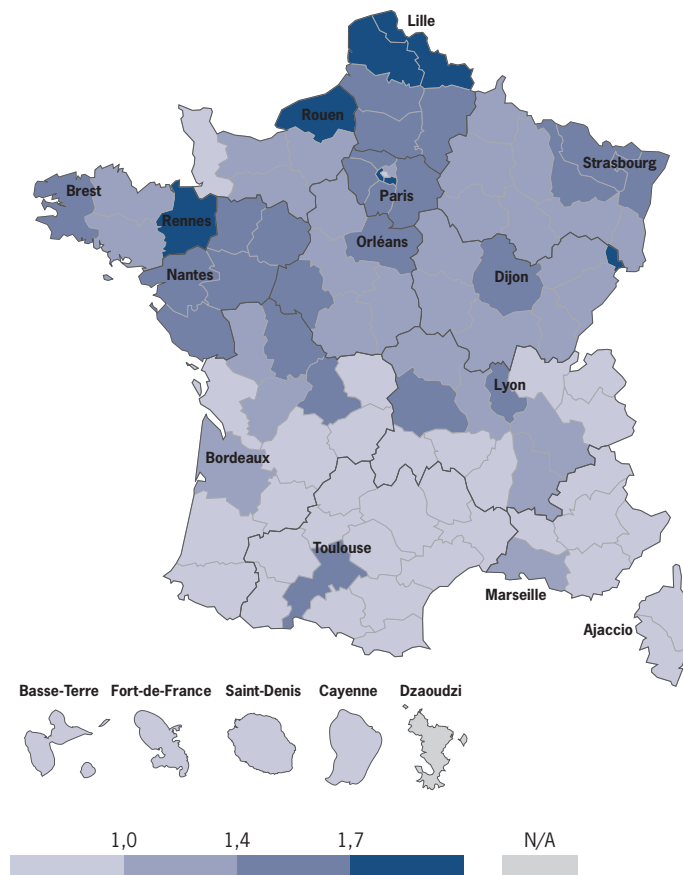 Lille
Rouen
Strasbourg
Brest
Paris
Rennes
Orléans
Nantes
Dijon
Lyon
Bordeaux
Toulouse
Marseille
Ajaccio
Basse-Terre Fort-de-France Saint-Denis Cayenne Dzaoudzi
1,0 1,4 1,7 N/A